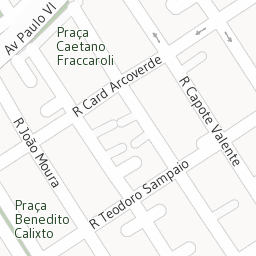 Praça
Caetano
Fraccaroli
Av Paulo VI
R Card Arcoverde
R Capote Valente
R João Moura
R Teodoro Sampaio
Praça
Benedito
Calixto